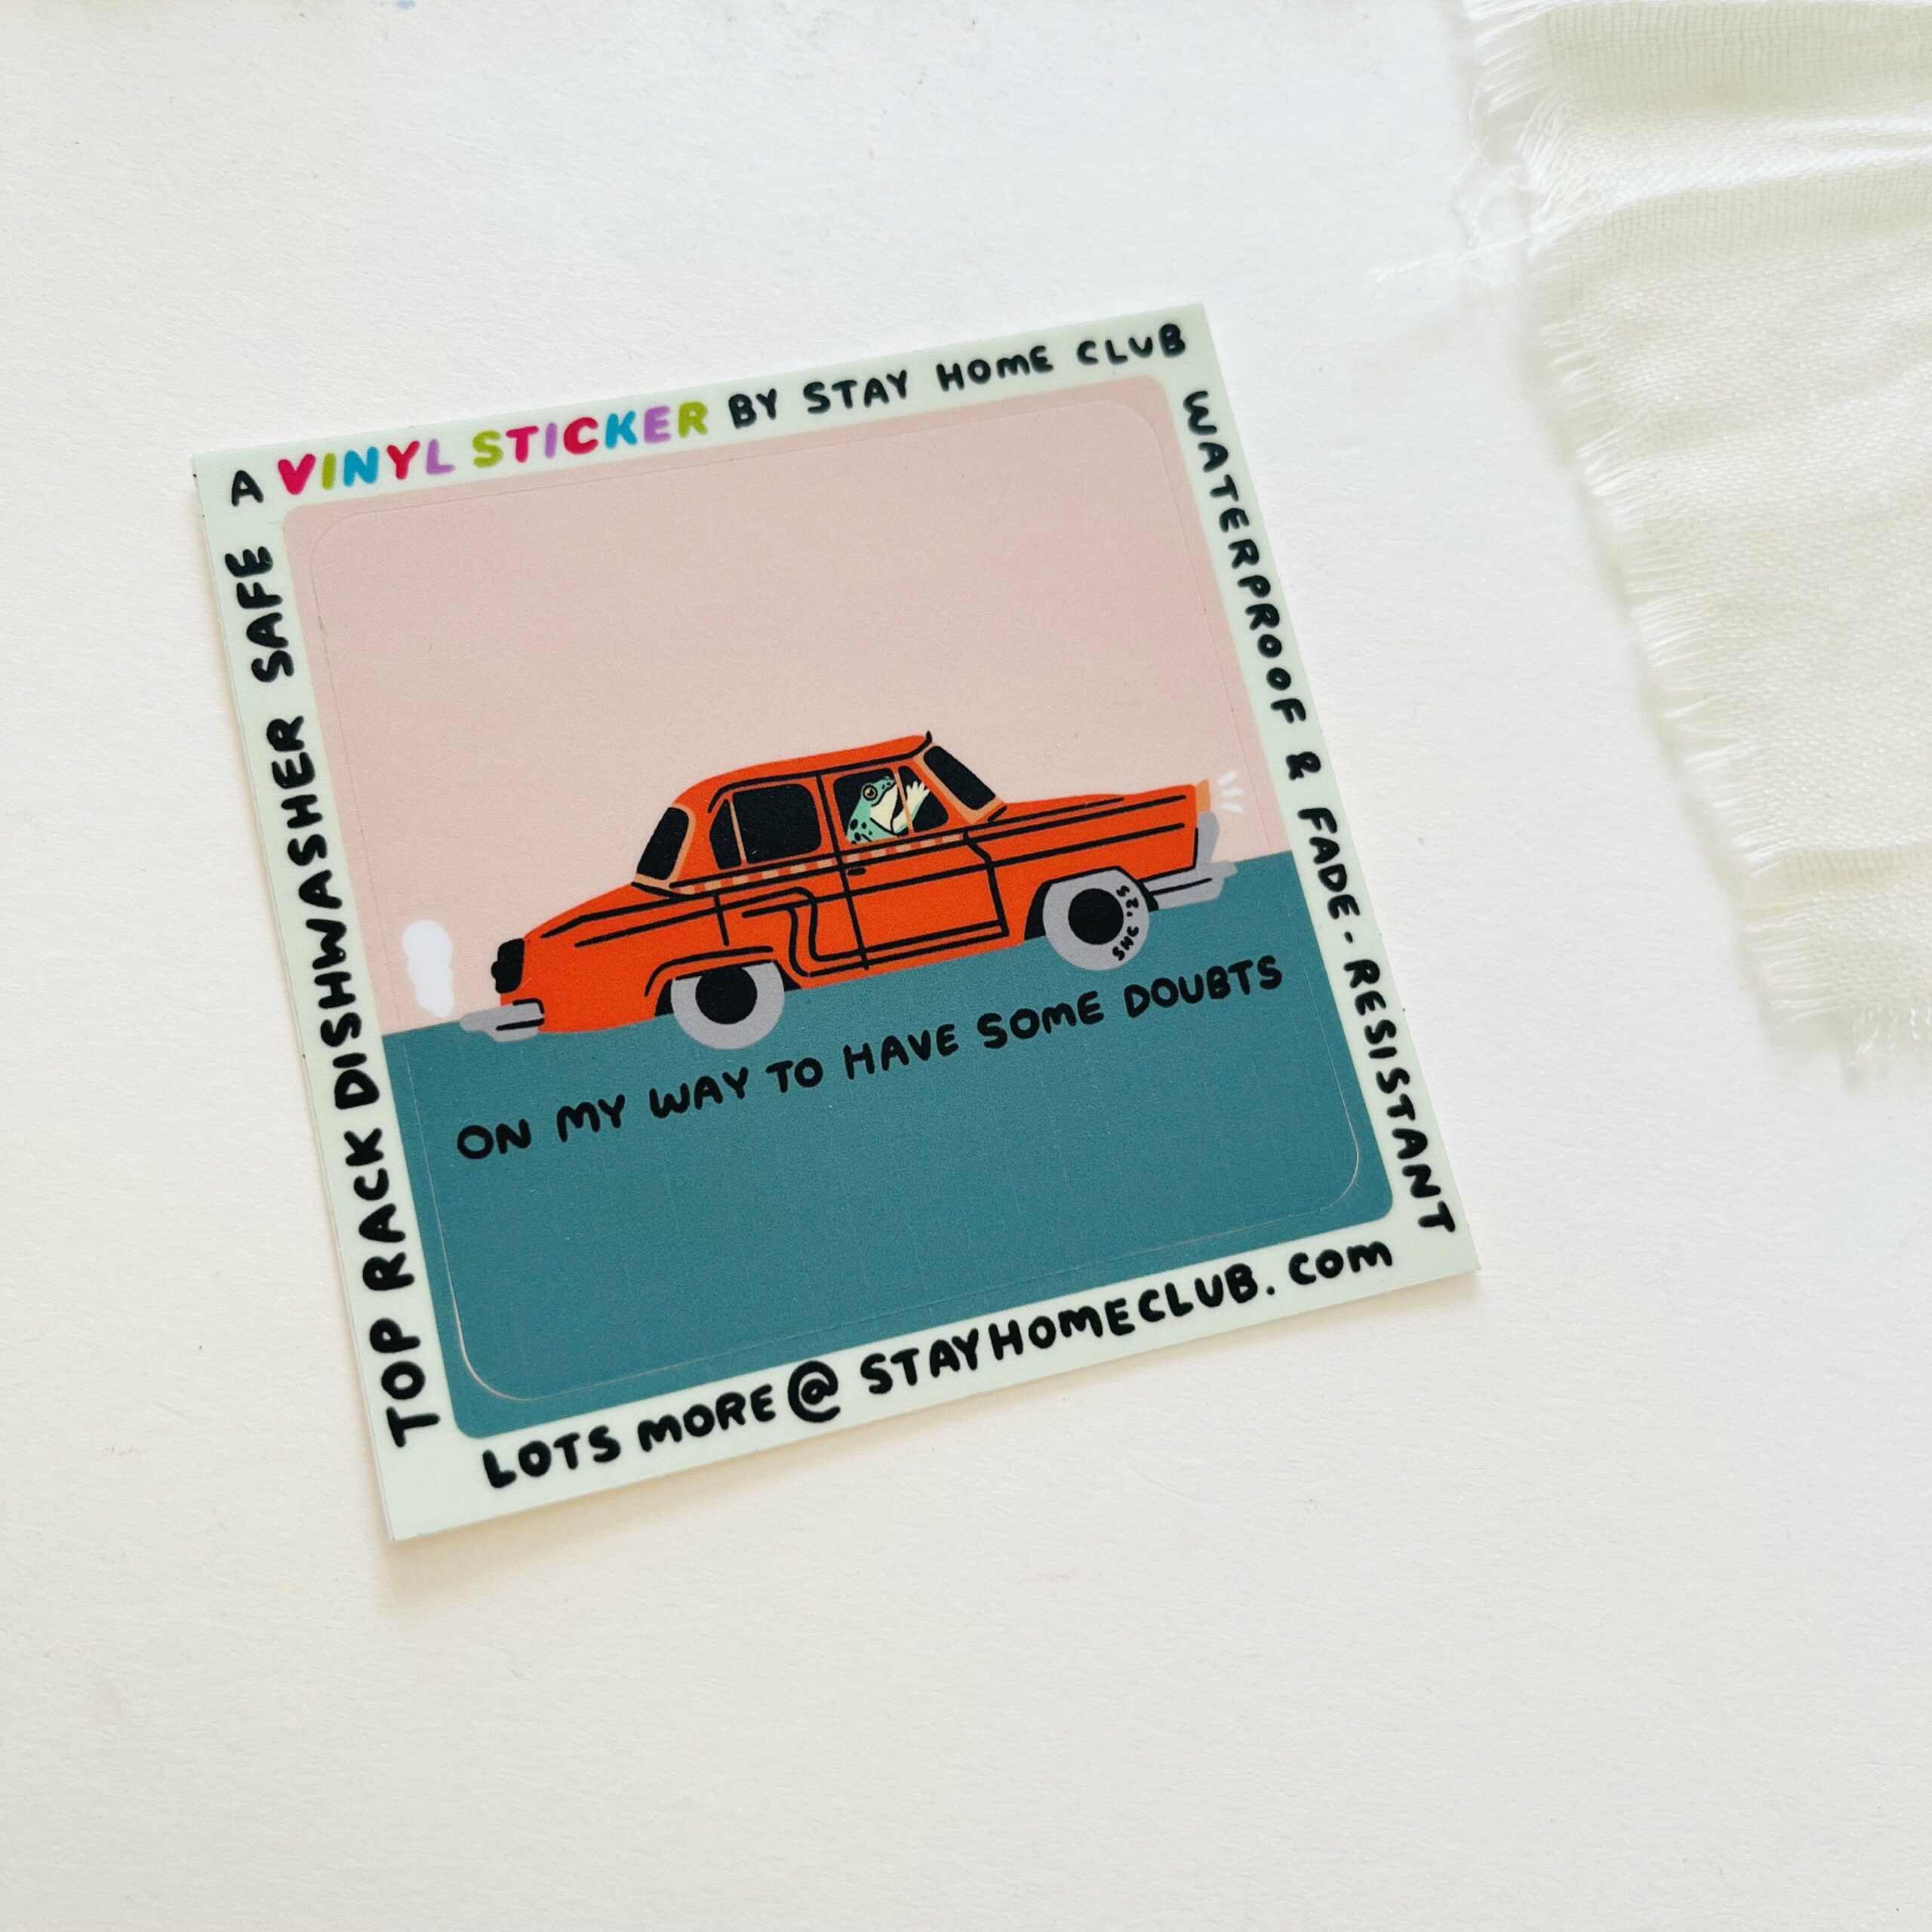 A VINYL STICKER BY STAY HOME CLUB
WATERPROOF & FADE-RESISTANT
SHC '25
ON MY WAY TO HAVE SOME DOUBTS
LOTS MORE @ STAYHOMECLUB.COM
TOP RACK DISHWASHER SAFE